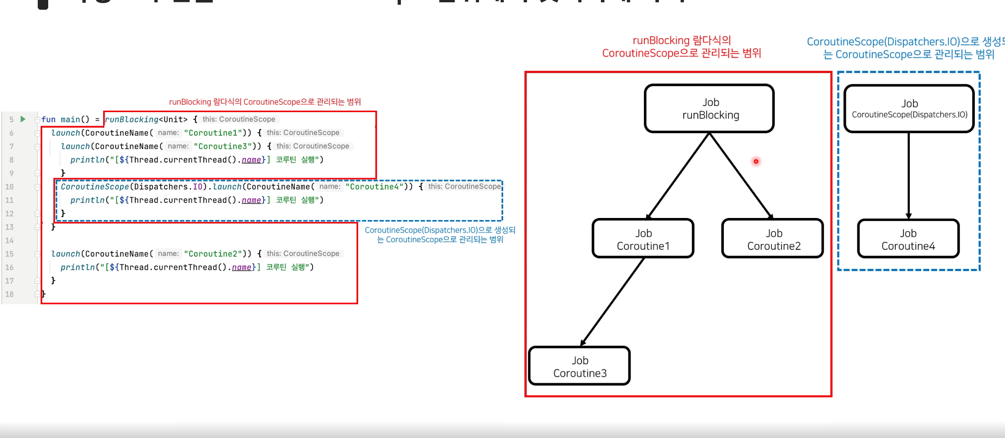 runBlocking 람다식의
CoroutineScope으로 관리되는 범위
CoroutineScope(Dispatchers.IO)으로 생성되
는 CoroutineScope으로 관리되는 범위
runBlocking 람다식의 CoroutineScope으로 관리되는 범위
5 fun main() = runBlocking<Unit> { this: CoroutineScope
6 launch(CoroutineName( name: "Coroutine1")) { this: CoroutineScope
7 launch(CoroutineName( name: "Coroutine3")) { this: CoroutineScope
8 println("[${Thread.currentThread().name}] 코루틴 실행")
9 }
10 CoroutineScope(Dispatchers.IO).launch(CoroutineName( name: "Coroutine4")) { this: CoroutineScope
11 println("[${Thread.currentThread().name}] 코루틴 실행")
12 }
13 }
14
15 launch(CoroutineName( name: "Coroutine2")) { this: CoroutineScope
16 println("[${Thread.currentThread().name}] 코루틴 실행")
17 }
18 }
CoroutineScope(Dispatchers.IO)으로 생성되
는 CoroutineScope으로 관리되는 범위
Job
runBlocking
Job
Coroutine1
Job
Coroutine2
Job
Coroutine3
Job
CoroutineScope(Dispatchers.IO)
Job
Coroutine4